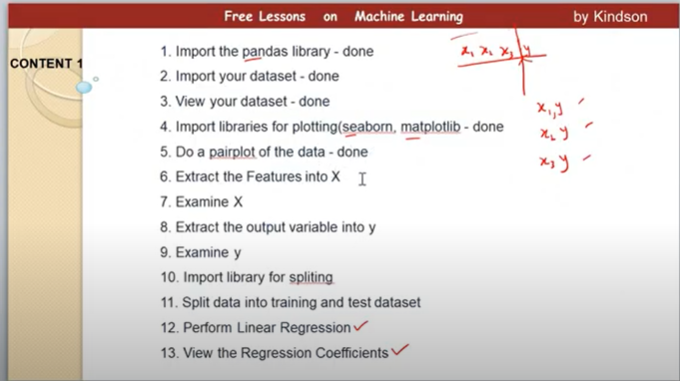 Free Lessons on Machine Learning by Kindson
CONTENT 1
1. Import the pandas library - done
2. Import your dataset - done
3. View your dataset - done
4. Import libraries for plotting(seaborn, matplotlib - done
5. Do a pairplot of the data - done
6. Extract the Features into X
7. Examine X
8. Extract the output variable into y
9. Examine y
10. Import library for spliting
11. Split data into training and test dataset
12. Perform Linear Regression ✓
13. View the Regression Coefficients ✓
x₁ x₂ x₃ y
x₁,y
x₂ y
x₃ y